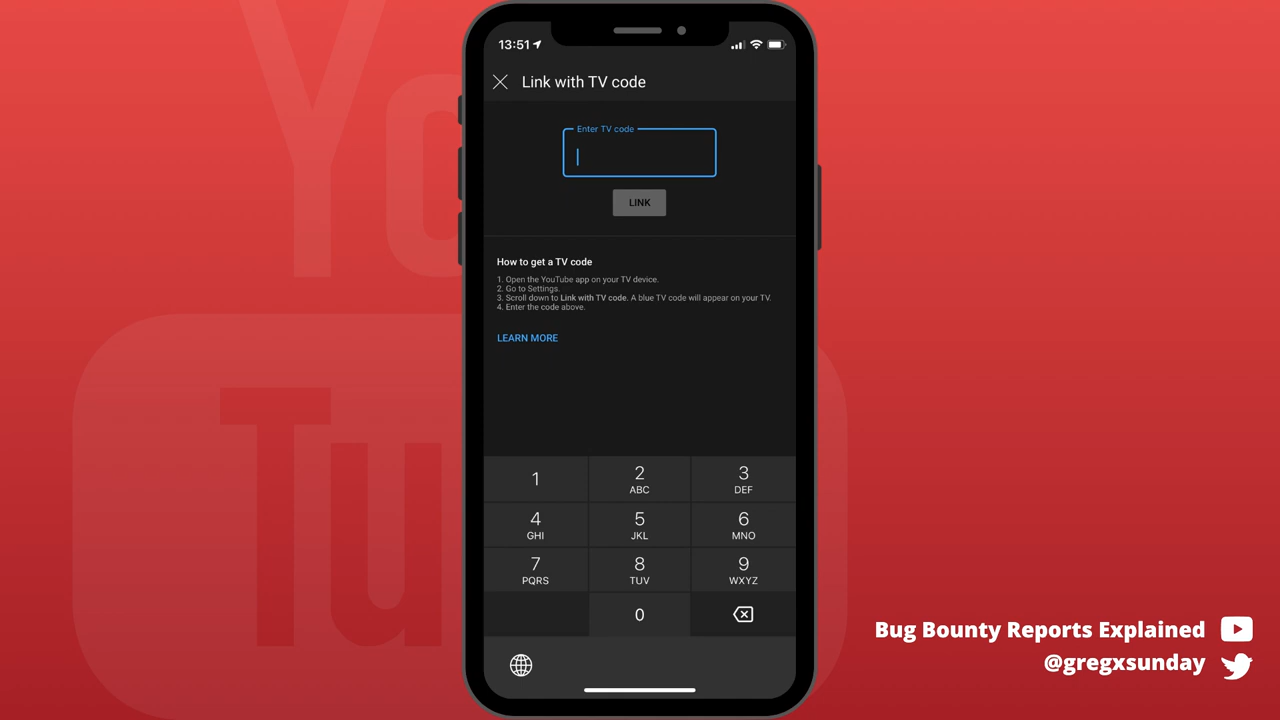 You
Tu
13:51
Link with TV code
Enter TV code
LINK
How to get a TV code
1. Open the YouTube app on your TV device.
2. Go to Settings.
3. Scroll down to Link with TV code. A blue TV code will appear on your TV.
4. Enter the code above.
LEARN MORE
1
2 ABC
3 DEF
4 GHI
5 JKL
6 MNO
7 PQRS
8 TUV
9 WXYZ
0
Bug Bounty Reports Explained
@gregxsunday